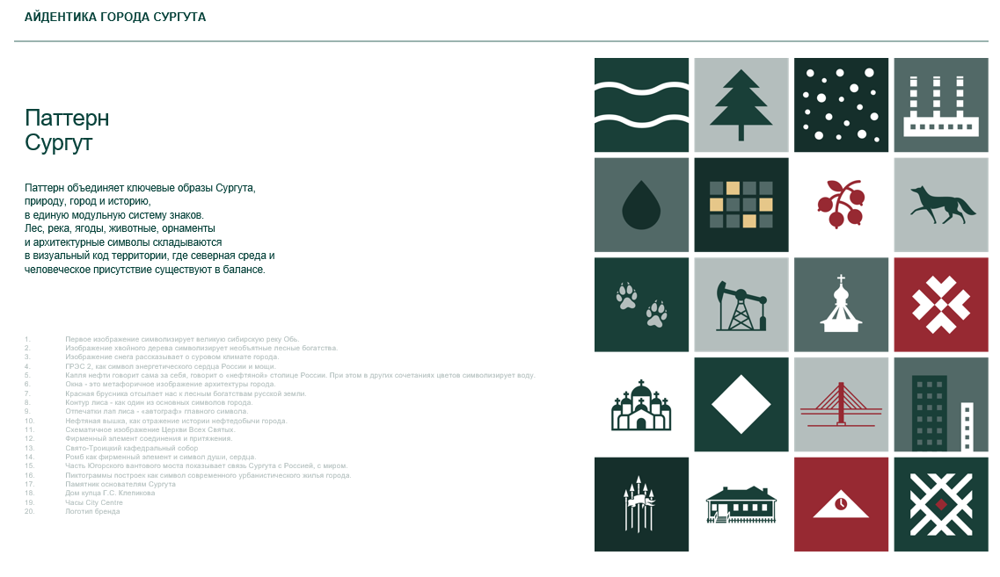 АЙДЕНТИКА ГОРОДА СУРГУТА
Паттерн
Сургут
Паттерн объединяет ключевые образы Сургута,
природу, город и историю,
в единую модульную систему знаков.
Лес, река, ягоды, животные, орнаменты
и архитектурные символы складываются
в визуальный код территории, где северная среда и
человеческое присутствие существуют в балансе.
1. Первое изображение символизирует великую сибирскую реку Обь.
2. Изображение хвойного дерева символизирует необъятные лесные богатства.
3. Изображение снега рассказывает о суровом климате города.
4. ГРЭС 2, как символ энергетического сердца России и мощи.
5. Капля нефти говорит сама за себя, говорит о «нефтяной» столице России. При этом в других сочетаниях цветов символизирует воду.
6. Окна - это метафоричное изображение архитектуры города.
7. Красная брусника отсылает нас к лесным богатствам русской земли.
8. Контур лиса - как один из основных символов города.
9. Отпечатки лап лиса - «автограф» главного символа.
10. Нефтяная вышка, как отражение истории нефтедобычи города.
11. Схематичное изображение Церкви Всех Святых.
12. Фирменный элемент соединения и притяжения.
13. Свято-Троицкий кафедральный собор
14. Ромб как фирменный элемент и символ души, сердца.
15. Часть Югорского вантового моста показывает связь Сургута с Россией, с миром.
16. Пиктограммы построек как символ современного урбанистического жилья города.
17. Памятник основателям Сургута
18. Дом купца Г.С. Клепикова
19. Часы City Centre
20. Логотип бренда